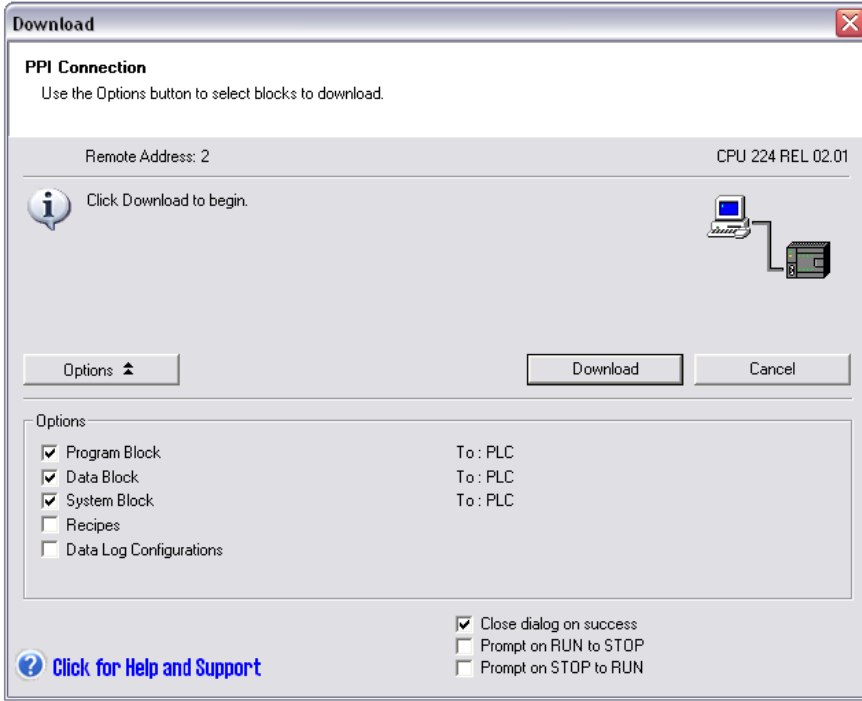 Download
PPI Connection
Use the Options button to select blocks to download.
Remote Address: 2 CPU 224 REL 02.01
Click Download to begin.
Options Download Cancel
Options
Program Block To : PLC
Data Block To : PLC
System Block To : PLC
Recipes
Data Log Configurations
Close dialog on success
Prompt on RUN to STOP
Prompt on STOP to RUN
Click for Help and Support